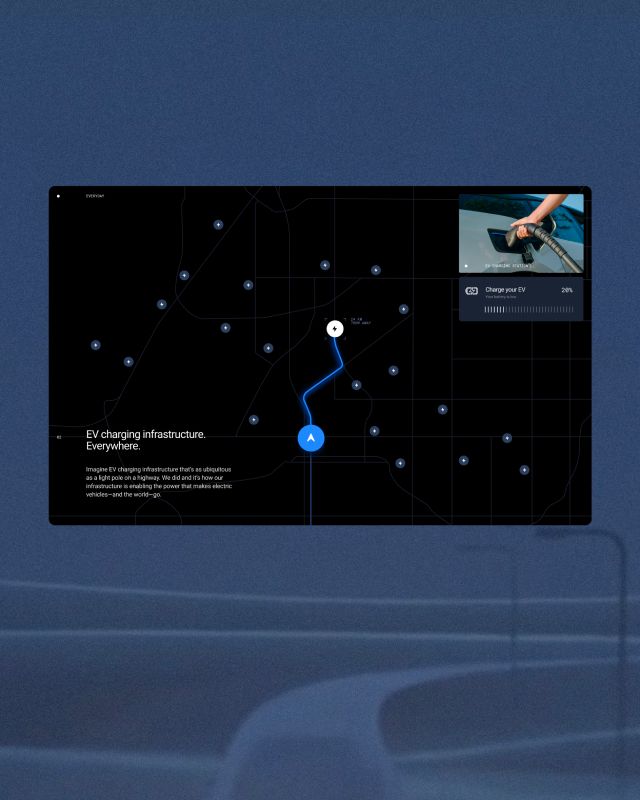 EVERYDAY
EV CHARGING STATION
Charge your EV
20%
Your battery is low
02
EV charging infrastructure.
Everywhere.
Imagine EV charging infrastructure that's as ubiquitous
as a light pole on a highway. We did and it's how our
infrastructure is enabling the power that makes electric
vehicles—and the world—go.